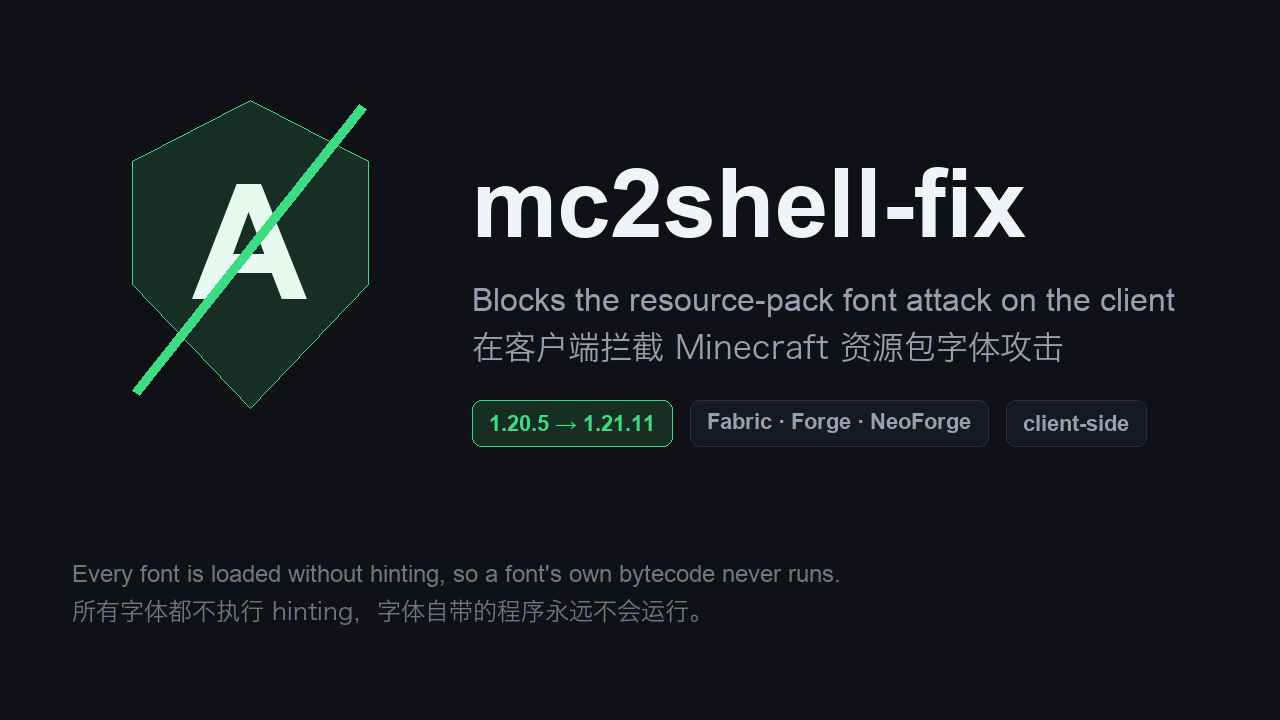 A
mc2shell-fix
Blocks the resource-pack font attack on the client
在客户端拦截 Minecraft 资源包字体攻击
1.20.5 → 1.21.11
Fabric · Forge · NeoForge
client-side
Every font is loaded without hinting, so a font's own bytecode never runs.
所有字体都不执行 hinting，字体自带的程序永远不会运行。